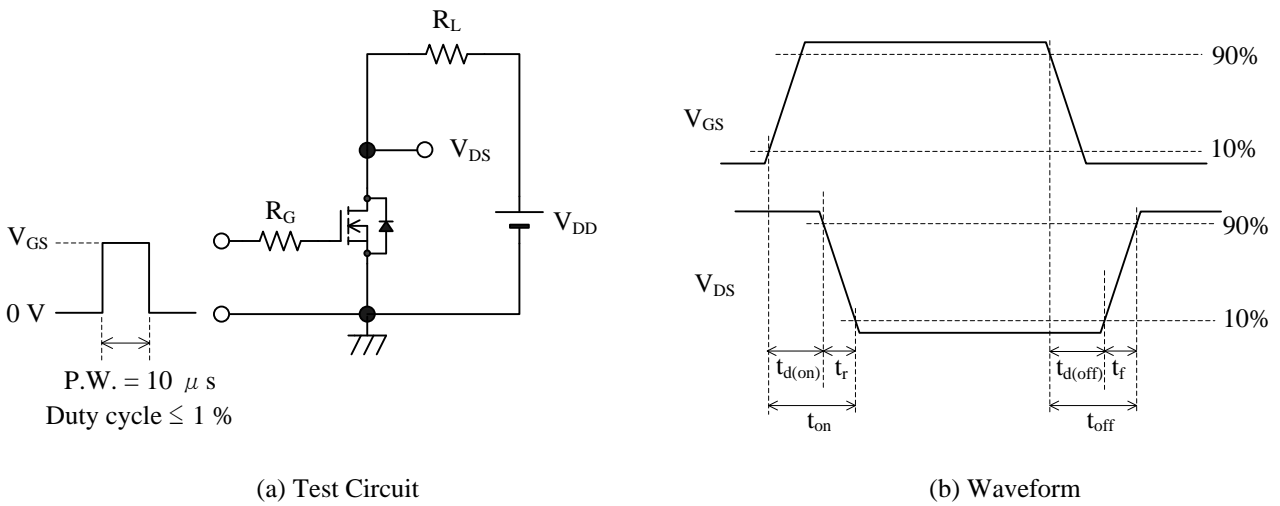 R_L
V_DS
R_G
V_DD
V_GS
0 V
P.W. = 10 μ s
Duty cycle ≤ 1 %
(a) Test Circuit
90%
V_GS
10%
90%
V_DS
10%
t_d(on) t_r t_d(off) t_f
t_on t_off
(b) Waveform